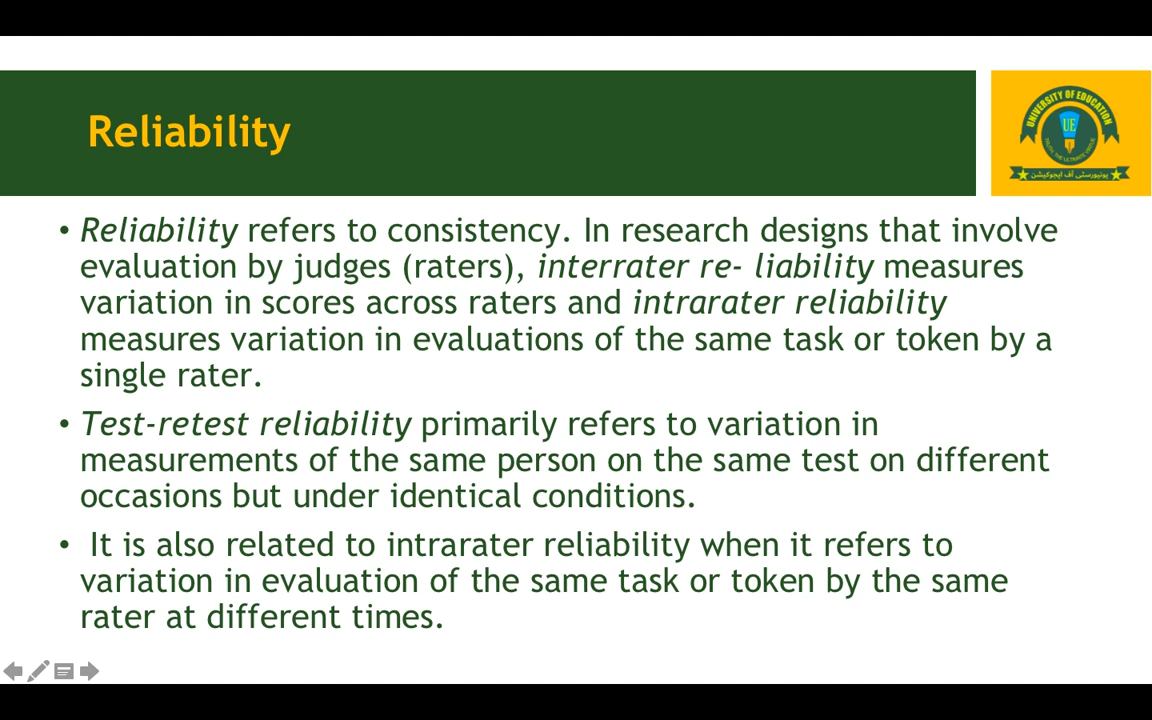 Reliability
UNIVERSITY OF EDUCATION
UE
یونیورسٹی آف ایجوکیشن
• Reliability refers to consistency. In research designs that involve
evaluation by judges (raters), interrater re- liability measures
variation in scores across raters and intrarater reliability
measures variation in evaluations of the same task or token by a
single rater.
• Test-retest reliability primarily refers to variation in
measurements of the same person on the same test on different
occasions but under identical conditions.
• It is also related to intrarater reliability when it refers to
variation in evaluation of the same task or token by the same
rater at different times.